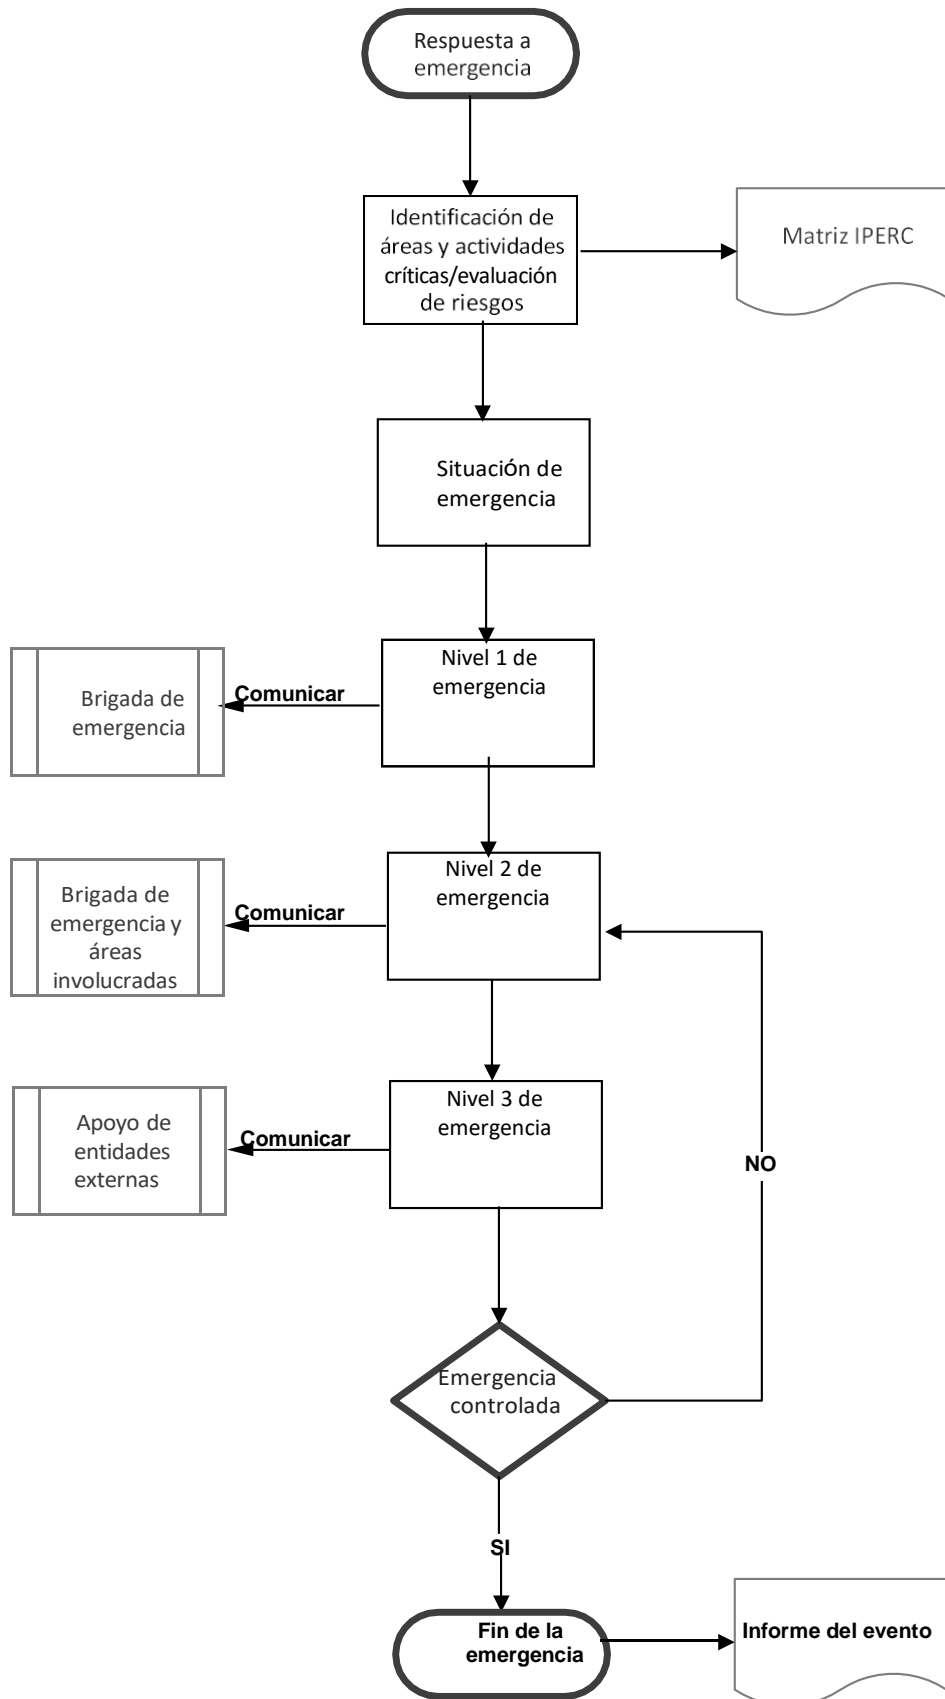 Respuesta a
emergencia
Identificación de
áreas y actividades
críticas/evaluación
de riesgos
Matriz IPERC
Situación de
emergencia
Nivel 1 de
emergencia
Comunicar
Brigada de
emergencia
Nivel 2 de
emergencia
Comunicar
Brigada de
emergencia y
áreas
involucradas
Nivel 3 de
emergencia
Comunicar
Apoyo de
entidades
externas
NO
Emergencia
controlada
SI
Fin de la
emergencia
Informe del evento